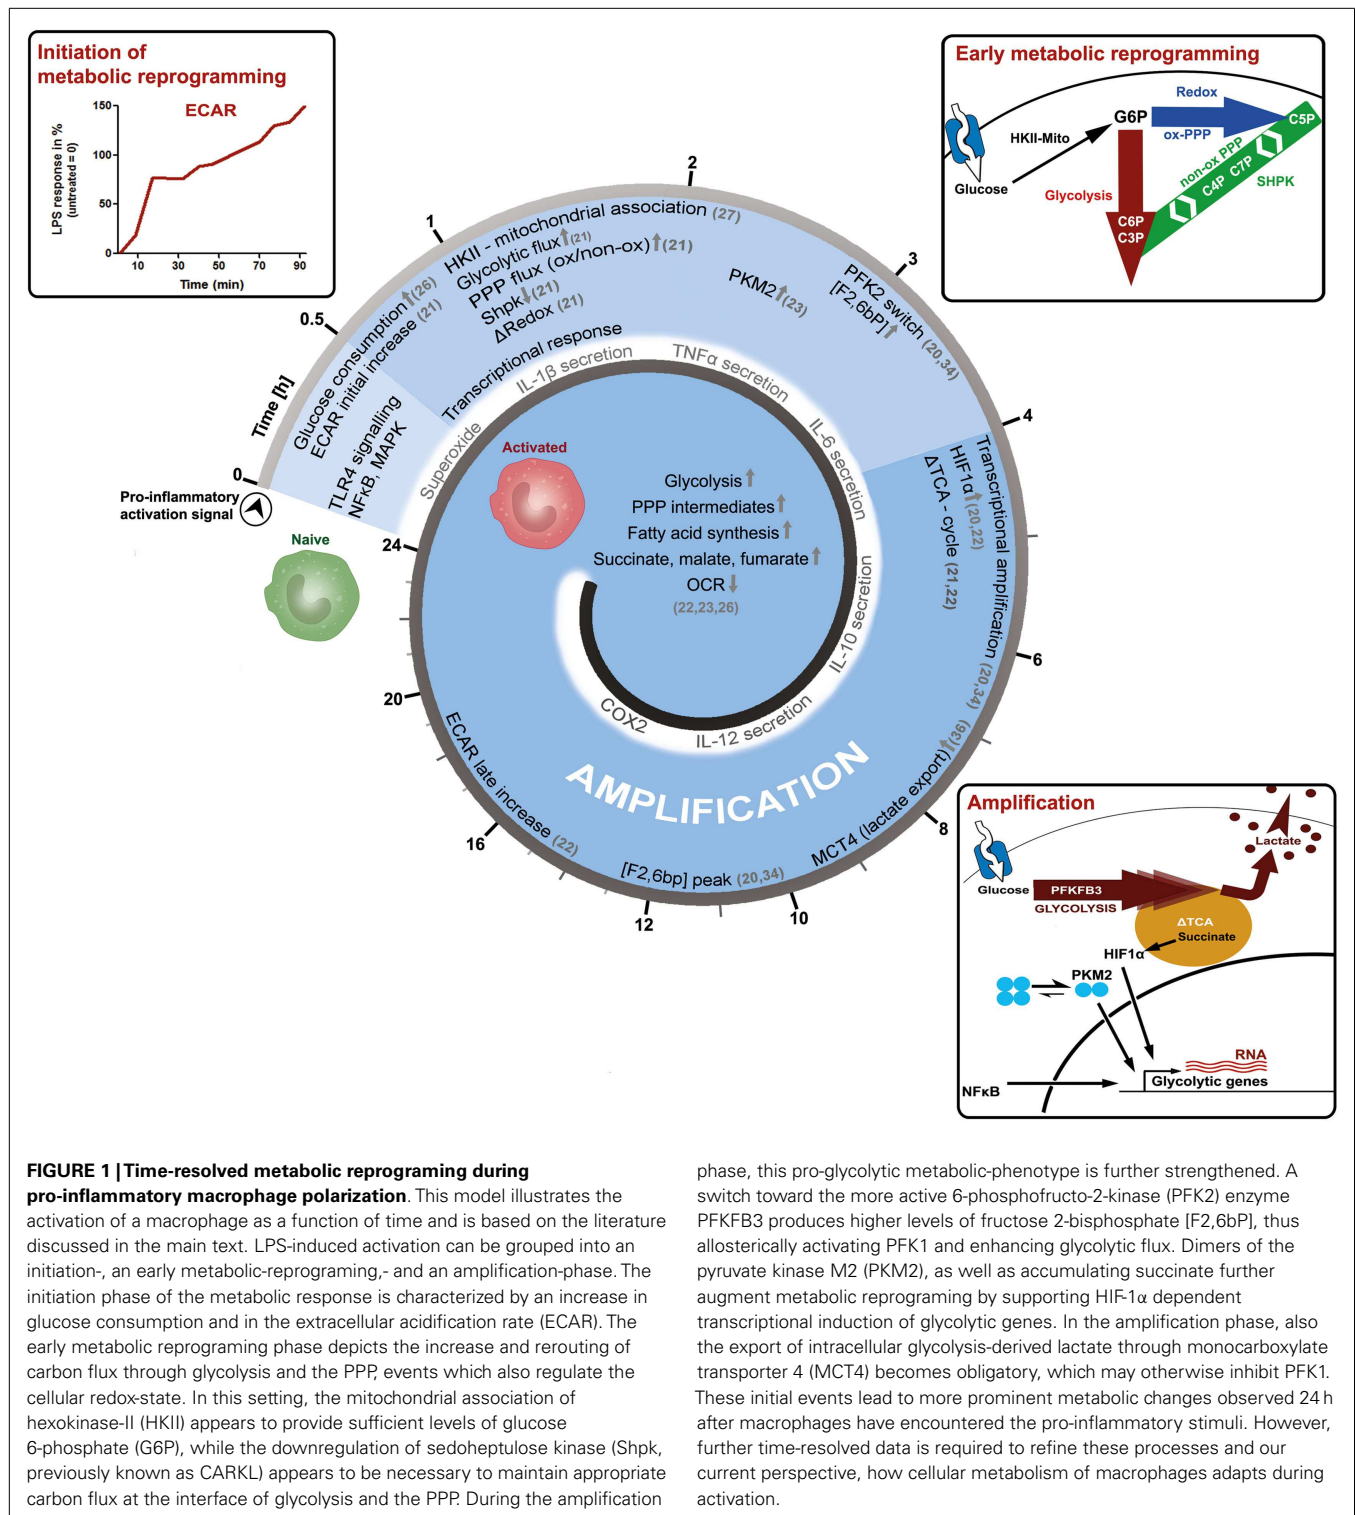 Initiation of
metabolic reprogramming
ECAR
LPS response in %
(untreated = 0)
150
100
50
0
10 30 50 70 90
Time (min)
Early metabolic reprogramming
Redox
G6P
ox-PPP
C5P
HKII-Mito
Glucose
non-ox PPP
C4P C7P
SHPK
Glycolysis
C6P
C3P
Time [h]
0
0.5
1
2
3
4
6
8
10
12
16
20
24
Pro-inflammatory
activation signal
Naive
Glucose consumption (26)
ECAR initial increase (21)
TLR4 signalling
NFκB, MAPK
HKII - mitochondrial association (27)
Glycolytic flux (21)
PPP flux (ox/non-ox) (21)
Shpk (21)
ΔRedox (21)
Transcriptional response
PKM2 (23)
PFK2 switch (20,34)
[F2,6bP]
Superoxide
IL-1β secretion
TNFα secretion
IL-6 secretion
IL-10 secretion
IL-12 secretion
COX2
Transcriptional amplification (20,34)
HIF1α (20,22)
ΔTCA - cycle (21,22)
MCT4 (lactate export) (36)
[F2,6bp] peak (20,34)
ECAR late increase (22)
AMPLIFICATION
Activated
Glycolysis
PPP intermediates
Fatty acid synthesis
Succinate, malate, fumarate
OCR
(22,23,26)
Amplification
Lactate
Glucose
PFKFB3
GLYCOLYSIS
ΔTCA
Succinate
HIF1α
PKM2
RNA
Glycolytic genes
NFκB
FIGURE 1 | Time-resolved metabolic reprograming during
pro-inflammatory macrophage polarization. This model illustrates the
activation of a macrophage as a function of time and is based on the literature
discussed in the main text. LPS-induced activation can be grouped into an
initiation-, an early metabolic-reprograming,- and an amplification-phase. The
initiation phase of the metabolic response is characterized by an increase in
glucose consumption and in the extracellular acidification rate (ECAR). The
early metabolic reprograming phase depicts the increase and rerouting of
carbon flux through glycolysis and the PPP, events which also regulate the
cellular redox-state. In this setting, the mitochondrial association of
hexokinase-II (HKII) appears to provide sufficient levels of glucose
6-phosphate (G6P), while the downregulation of sedoheptulose kinase (Shpk,
previously known as CARKL) appears to be necessary to maintain appropriate
carbon flux at the interface of glycolysis and the PPP. During the amplification
phase, this pro-glycolytic metabolic-phenotype is further strengthened. A
switch toward the more active 6-phosphofructo-2-kinase (PFK2) enzyme
PFKFB3 produces higher levels of fructose 2-bisphosphate [F2,6bP], thus
allosterically activating PFK1 and enhancing glycolytic flux. Dimers of the
pyruvate kinase M2 (PKM2), as well as accumulating succinate further
augment metabolic reprograming by supporting HIF-1α dependent
transcriptional induction of glycolytic genes. In the amplification phase, also
the export of intracellular glycolysis-derived lactate through monocarboxylate
transporter 4 (MCT4) becomes obligatory, which may otherwise inhibit PFK1.
These initial events lead to more prominent metabolic changes observed 24 h
after macrophages have encountered the pro-inflammatory stimuli. However,
further time-resolved data is required to refine these processes and our
current perspective, how cellular metabolism of macrophages adapts during
activation.